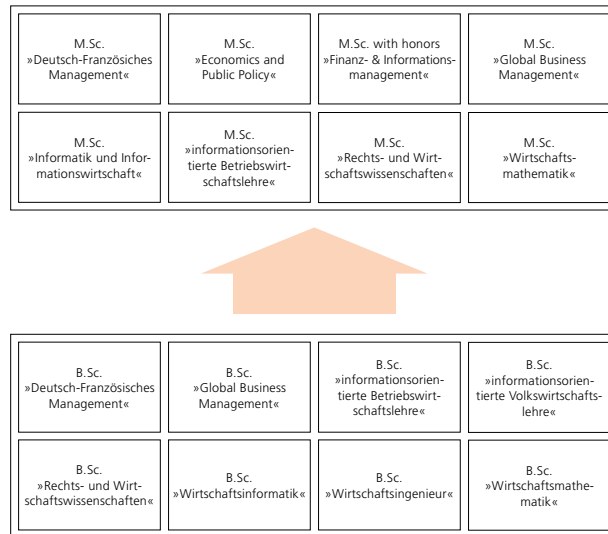 M.Sc.
»Deutsch-Französiches
Management«
M.Sc.
»Economics and
Public Policy«
M.Sc. with honors
»Finanz- & Informations-
management«
M.Sc.
»Global Business
Management«
M.Sc.
»Informatik und Infor-
mationswirtschaft«
M.Sc.
»informationsorien-
tierte Betriebswirt-
schaftslehre«
M.Sc.
»Rechts- und Wirt-
schaftswissenschaften«
M.Sc.
»Wirtschafts-
mathematik«
B.Sc.
»Deutsch-Französisches
Management«
B.Sc.
»Global Business
Management«
B.Sc.
»informationsorien-
tierte Betriebswirt-
schaftslehre«
B.Sc.
»informationsorien-
tierte Volkswirtschafts-
lehre«
B.Sc.
»Rechts- und Wirt-
schaftswissenschaften«
B.Sc.
»Wirtschaftsinformatik«
B.Sc.
»Wirtschaftsingenieur«
B.Sc.
»Wirtschaftsmathe-
matik«